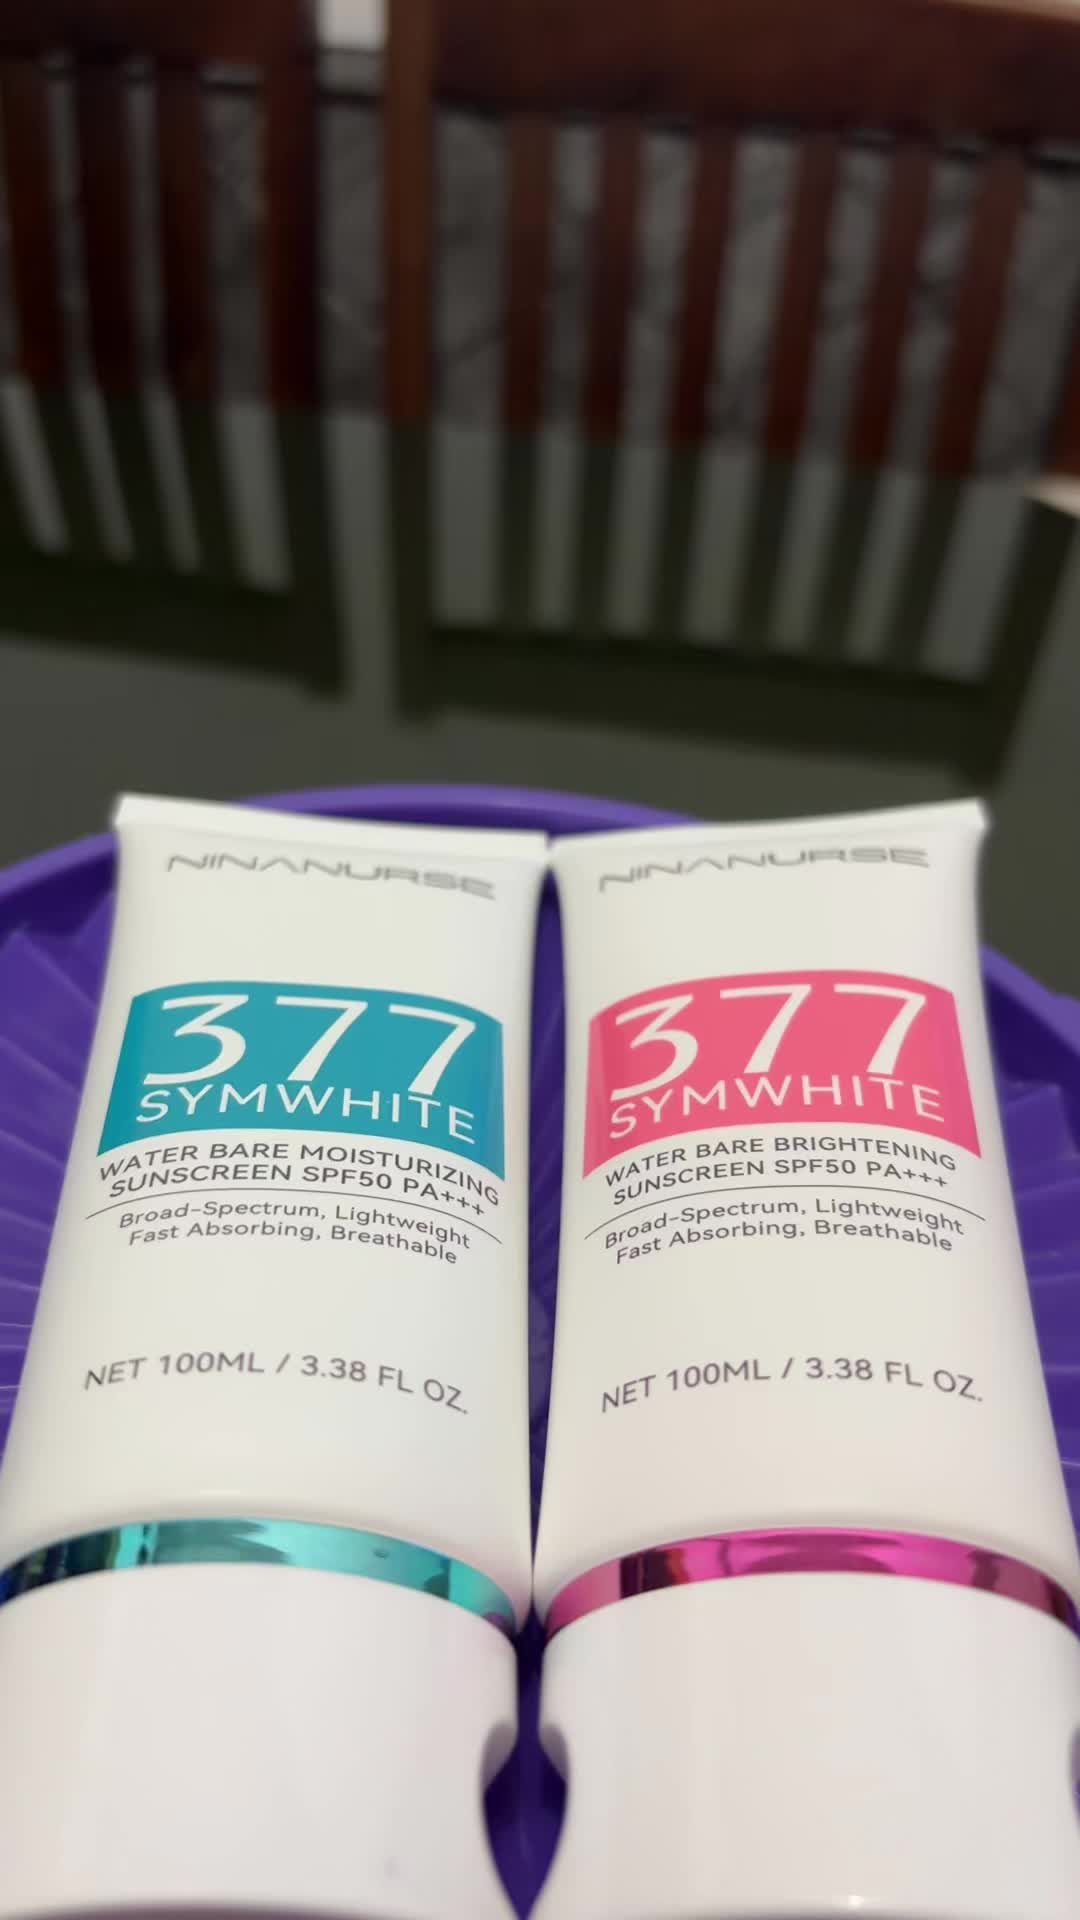 NINANURSE
377
SYMWHITE
WATER BARE MOISTURIZING
SUNSCREEN SPF50 PA+++
Broad-Spectrum, Lightweight
Fast Absorbing, Breathable
NET 100ML / 3.38 FL OZ.
NINANURSE
377
SYMWHITE
WATER BARE BRIGHTENING
SUNSCREEN SPF50 PA+++
Broad-Spectrum, Lightweight
Fast Absorbing, Breathable
NET 100ML / 3.38 FL OZ.